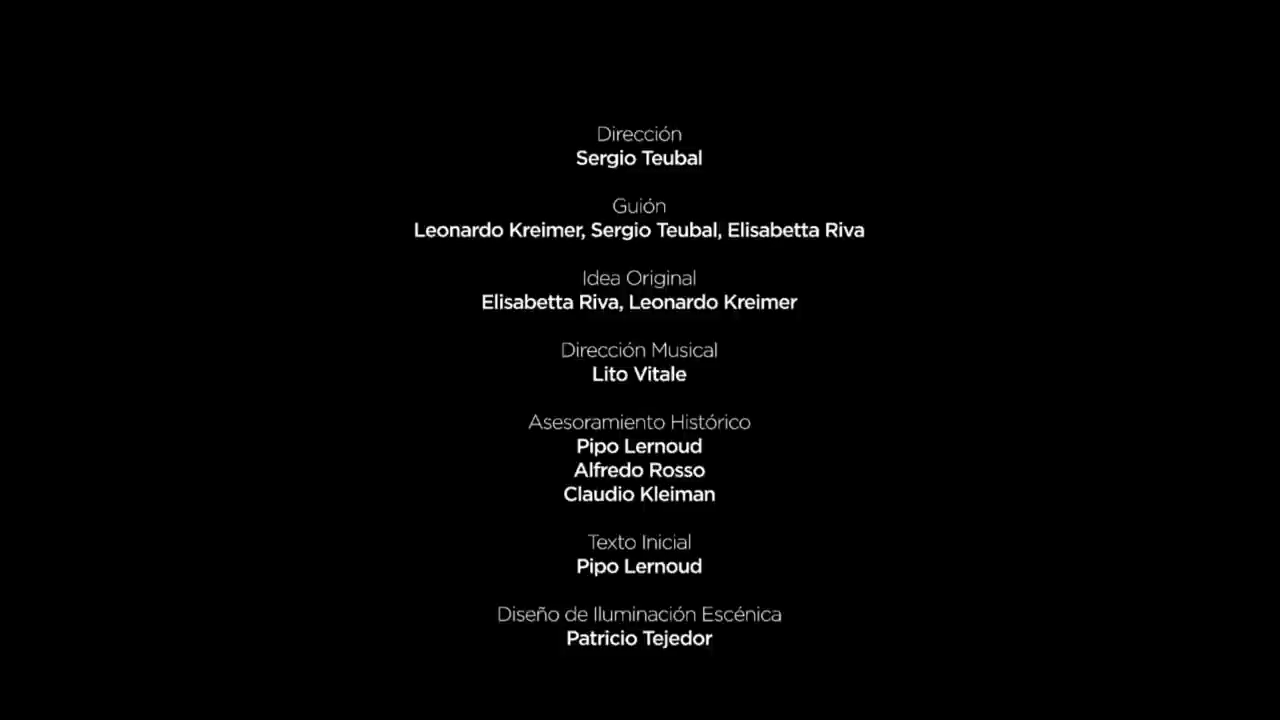 Dirección
Sergio Teubal
Guión
Leonardo Kreimer, Sergio Teubal, Elisabetta Riva
Idea Original
Elisabetta Riva, Leonardo Kreimer
Dirección Musical
Lito Vitale
Asesoramiento Histórico
Pipo Lernoud
Alfredo Rosso
Claudio Kleiman
Texto Inicial
Pipo Lernoud
Diseño de Iluminación Escénica
Patricio Tejedor